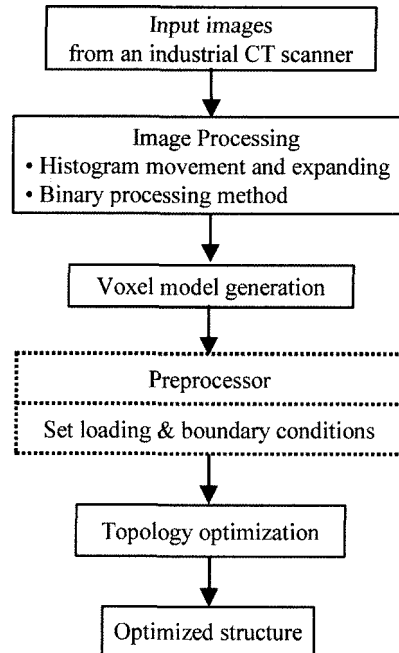 Input images
from an industrial CT scanner
Image Processing
• Histogram movement and expanding
• Binary processing method
Voxel model generation
Preprocessor
Set loading & boundary conditions
Topology optimization
Optimized structure